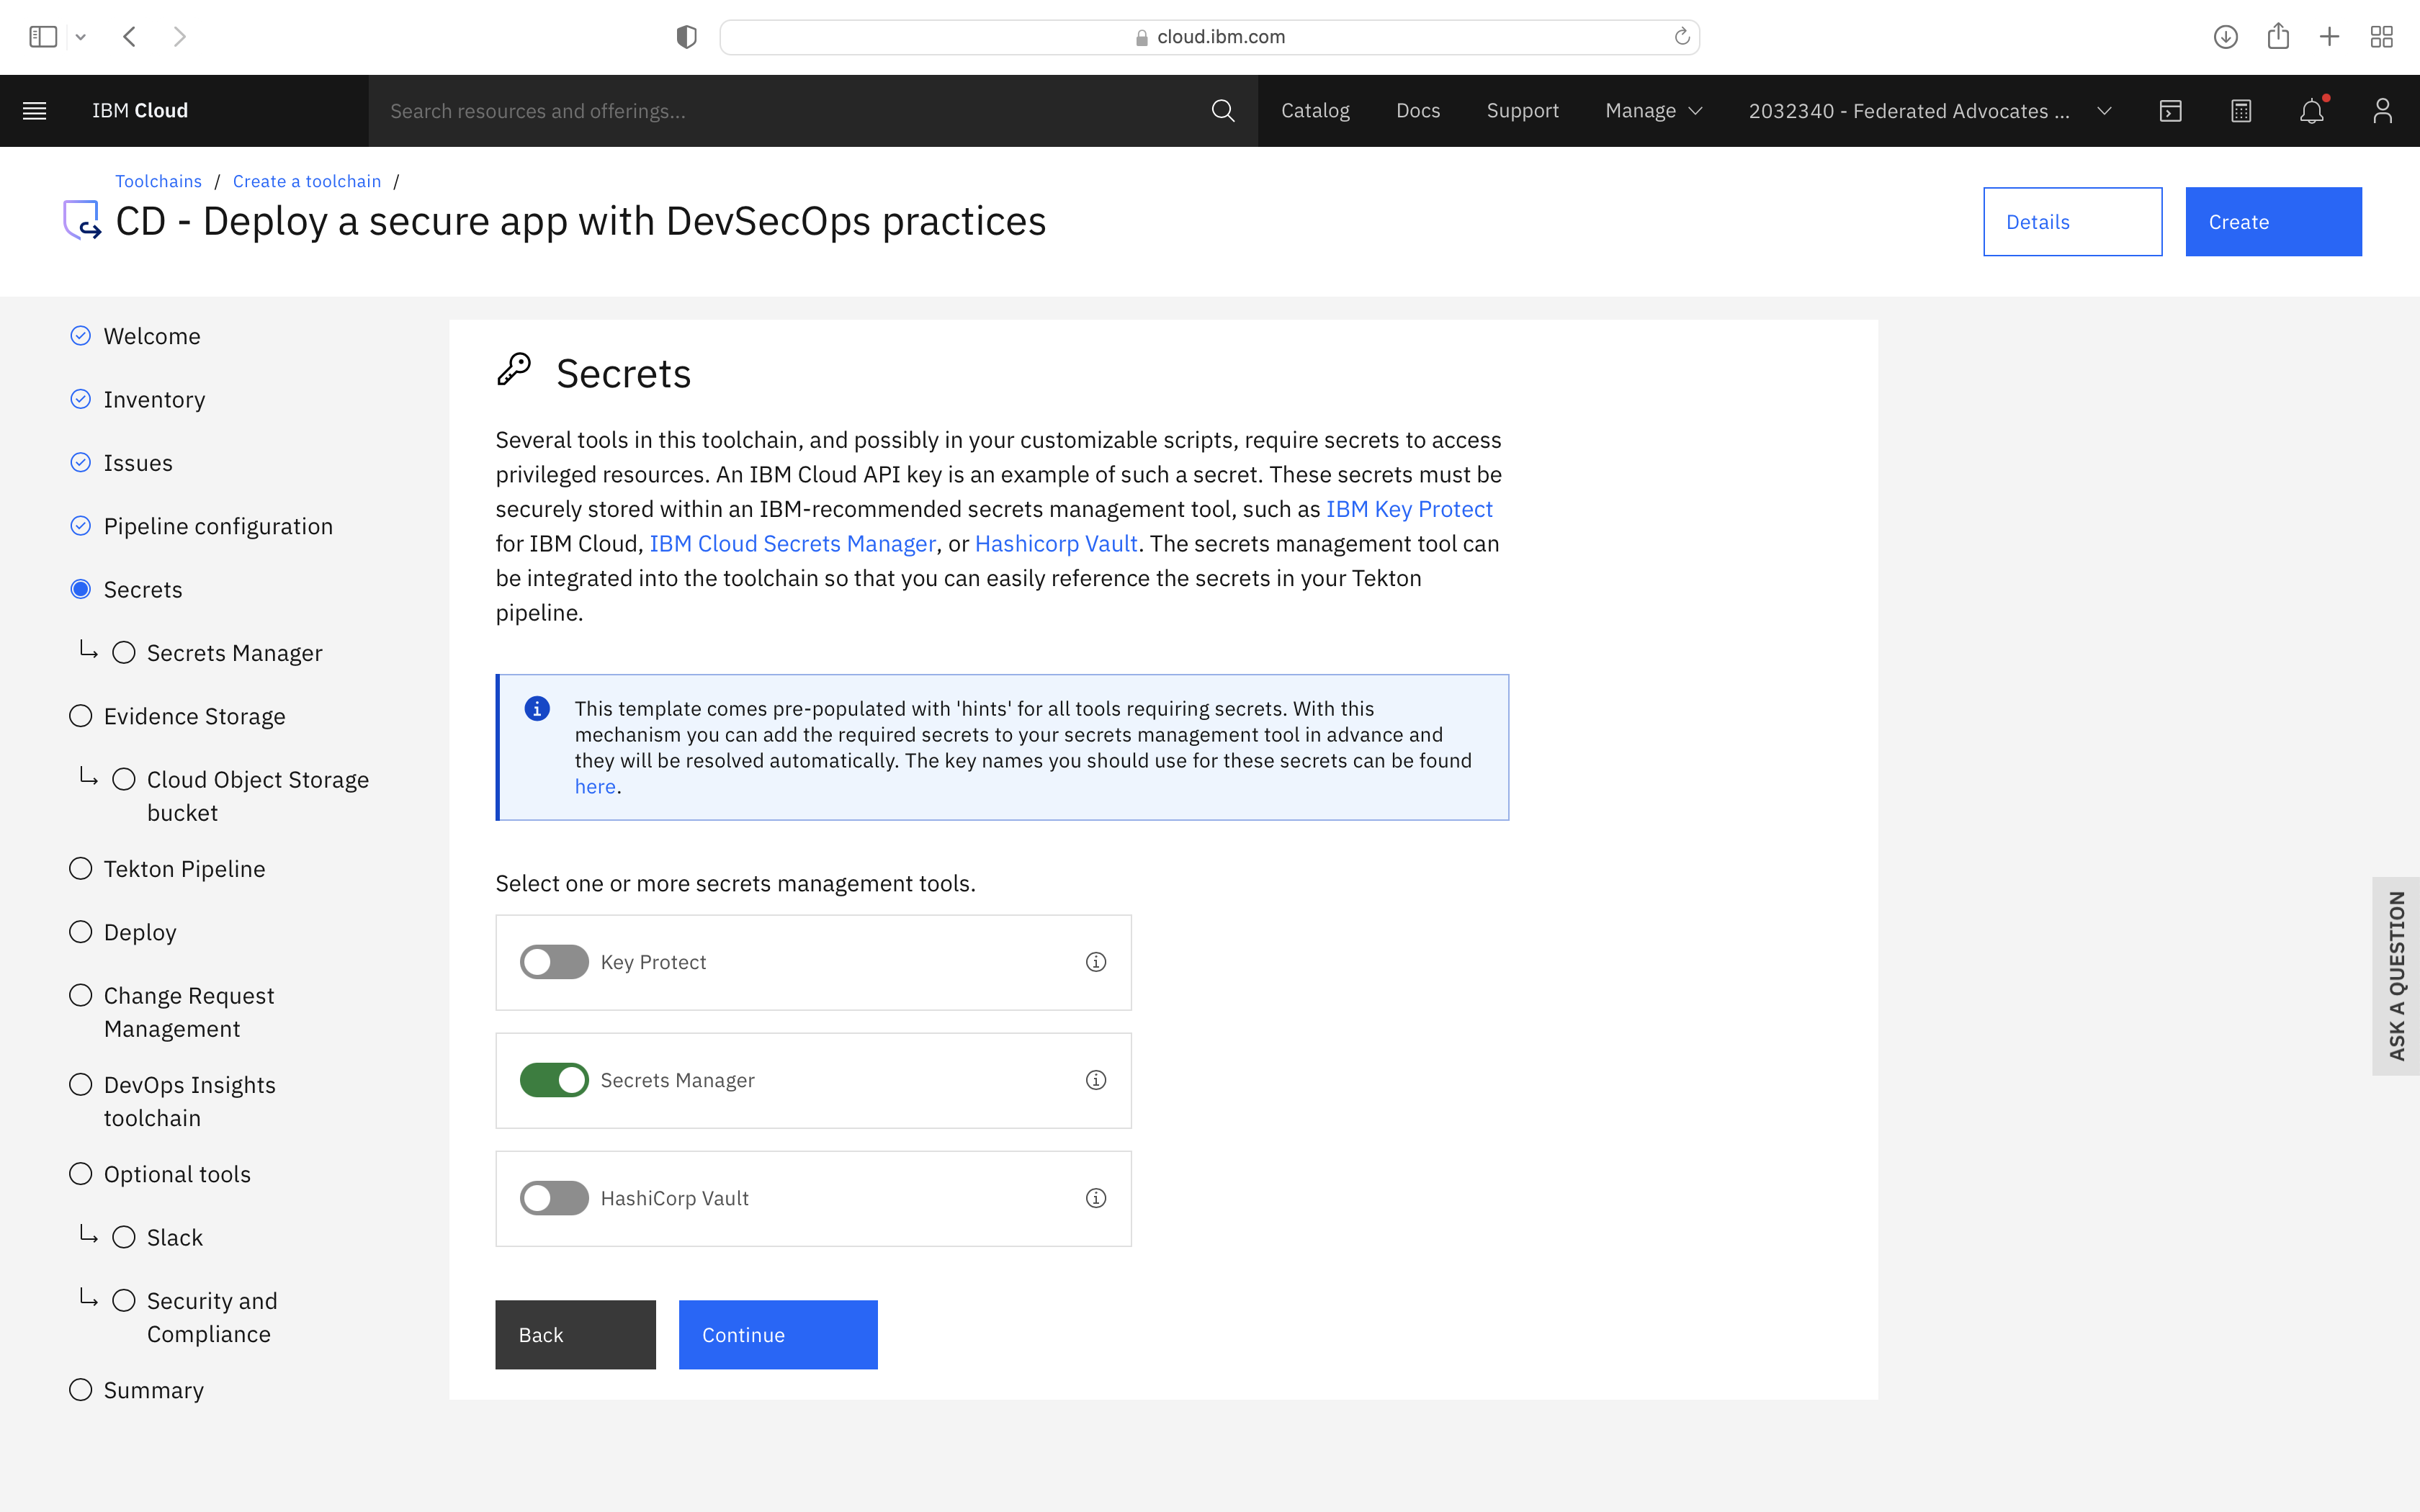 cloud.ibm.com
IBM Cloud
Search resources and offerings...
Catalog
Docs
Support
Manage
2032340 - Federated Advocates ...
Toolchains / Create a toolchain /
CD - Deploy a secure app with DevSecOps practices
Details
Create
Welcome
Inventory
Issues
Pipeline configuration
Secrets
Secrets Manager
Evidence Storage
Cloud Object Storage
bucket
Tekton Pipeline
Deploy
Change Request
Management
DevOps Insights
toolchain
Optional tools
Slack
Security and
Compliance
Summary
Secrets
Several tools in this toolchain, and possibly in your customizable scripts, require secrets to access
privileged resources. An IBM Cloud API key is an example of such a secret. These secrets must be
securely stored within an IBM-recommended secrets management tool, such as IBM Key Protect
for IBM Cloud, IBM Cloud Secrets Manager, or Hashicorp Vault. The secrets management tool can
be integrated into the toolchain so that you can easily reference the secrets in your Tekton
pipeline.
This template comes pre-populated with 'hints' for all tools requiring secrets. With this
mechanism you can add the required secrets to your secrets management tool in advance and
they will be resolved automatically. The key names you should use for these secrets can be found
here.
Select one or more secrets management tools.
Key Protect
Secrets Manager
HashiCorp Vault
Back
Continue
ASK A QUESTION